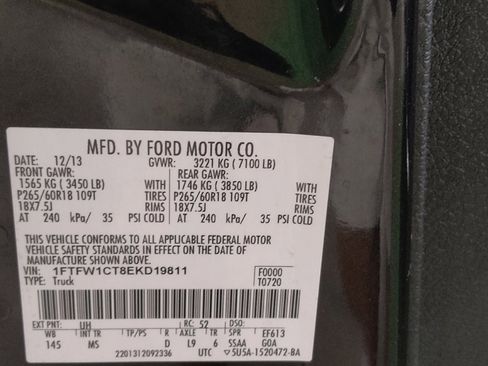 MFD. BY FORD MOTOR CO.
DATE: 12/13 GVWR: 3221 KG ( 7100 LB)
FRONT GAWR: REAR GAWR:
1565 KG ( 3450 LB) WITH 1746 KG ( 3850 LB) WITH
P265/60R18 109T TIRES P265/60R18 109T TIRES
18X7.5J RIMS 18X7.5J RIMS
AT 240 kPa/ 35 PSI COLD AT 240 kPa/ 35 PSI COLD
THIS VEHICLE CONFORMS TO ALL APPLICABLE FEDERAL MOTOR
VEHICLE SAFETY STANDARDS IN EFFECT ON THE DATE OF
MANUFACTURE SHOWN ABOVE.
VIN: 1FTFW1CT8EKD19811 F0000
TYPE: Truck T0720
EXT PNT: UH RC: 52 DSO:
WB INT TR TP/PS R AXLE TR SPR EF613
145 MS D L9 6 SSAA GOA
2201312092336 UTC ▽5U5A-1520472-BA